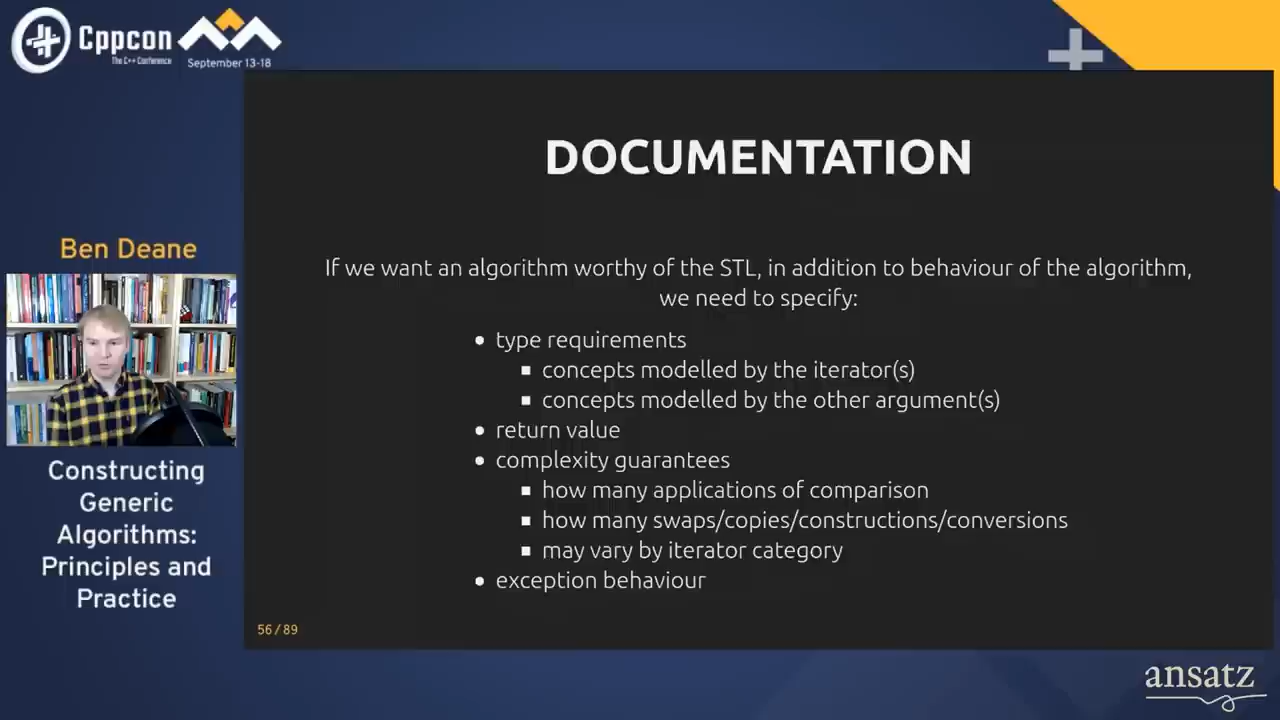 Cppcon
The C++ Conference
September 13-18
DOCUMENTATION
If we want an algorithm worthy of the STL, in addition to behaviour of the algorithm,
we need to specify:
• type requirements
▪ concepts modelled by the iterator(s)
▪ concepts modelled by the other argument(s)
• return value
• complexity guarantees
▪ how many applications of comparison
▪ how many swaps/copies/constructions/conversions
▪ may vary by iterator category
• exception behaviour
56 / 89
Ben Deane
Constructing
Generic
Algorithms:
Principles and
Practice
ansatz